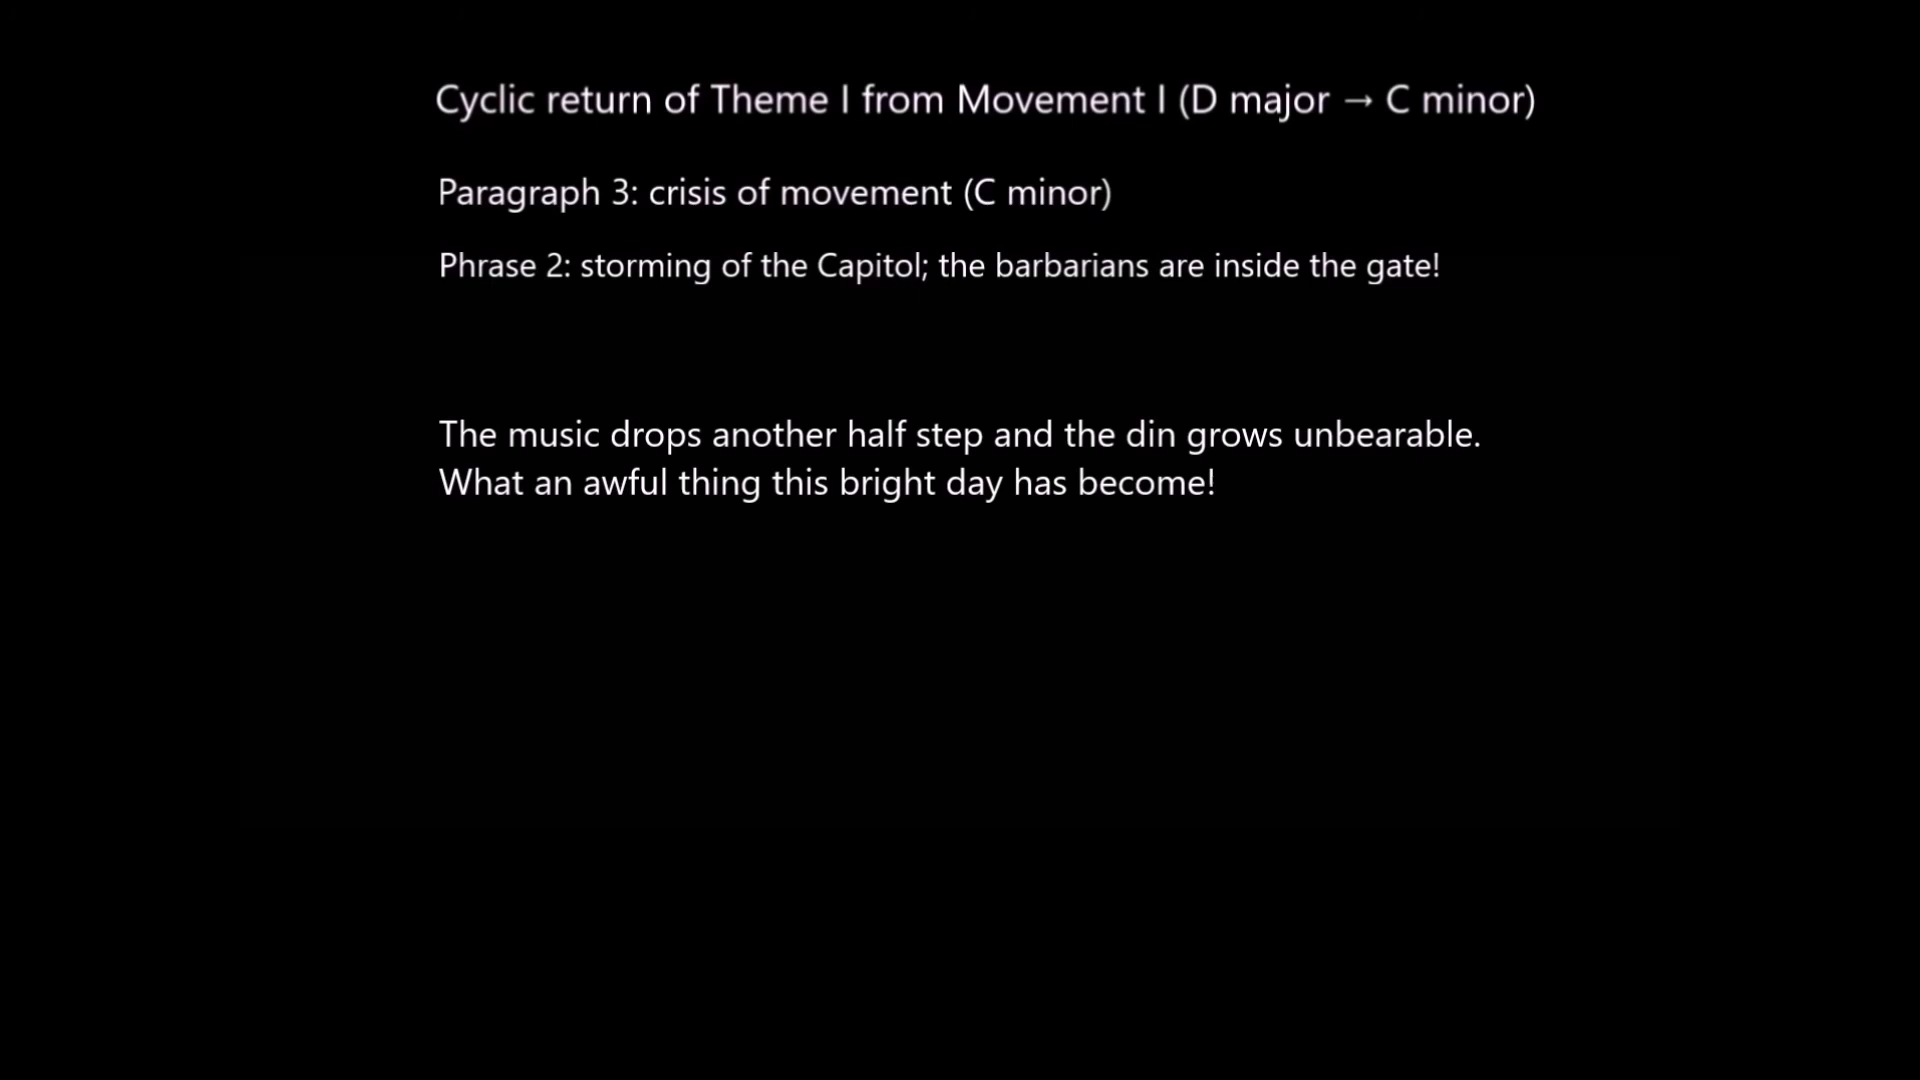 Cyclic return of Theme I from Movement I (D major → C minor)
Paragraph 3: crisis of movement (C minor)
Phrase 2: storming of the Capitol; the barbarians are inside the gate!
The music drops another half step and the din grows unbearable.
What an awful thing this bright day has become!